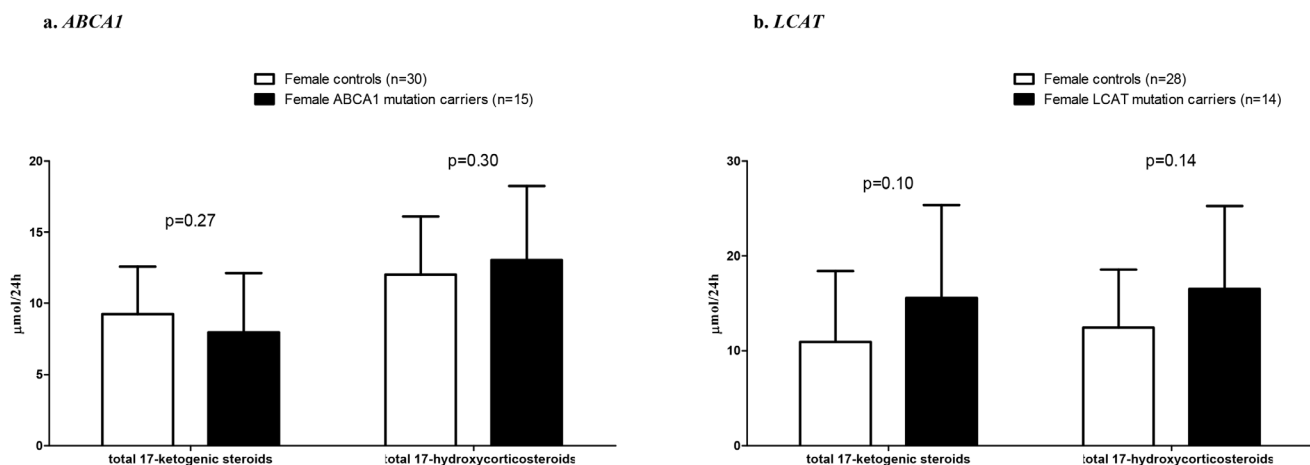 a. ABCA1
Female controls (n=30)
Female ABCA1 mutation carriers (n=15)
20
15
10
5
0
μmol/24h
p=0.27
p=0.30
total 17-ketogenic steroids
total 17-hydroxycorticosteroids
b. LCAT
Female controls (n=28)
Female LCAT mutation carriers (n=14)
30
20
10
0
μmol/24h
p=0.10
p=0.14
total 17-ketogenic steroids
total 17-hydroxycorticosteroids